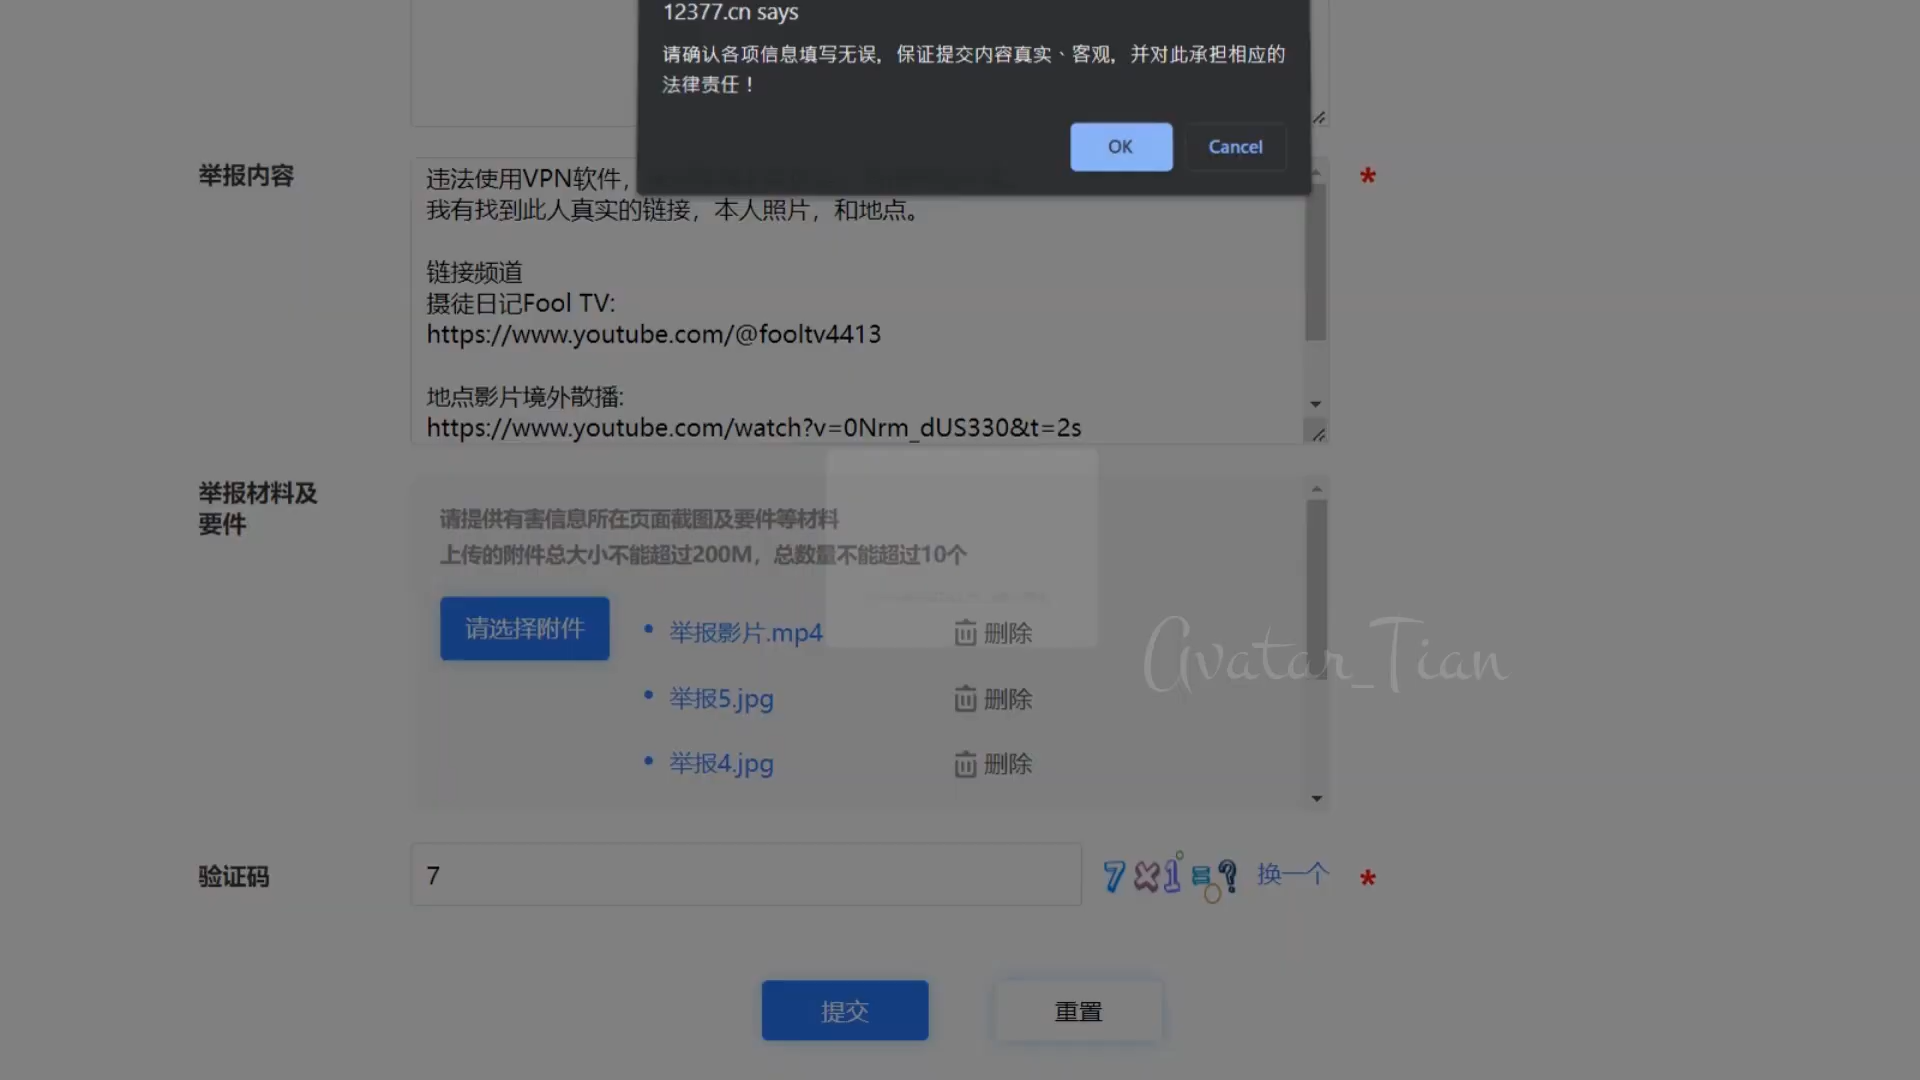 12377.cn says
请确认各项信息填写无误，保证提交内容真实、客观，并对此承担相应的
法律责任！
OK
Cancel
举报内容
违法使用VPN软件，
*
我有找到此人真实的链接，本人照片，和地点。
链接频道
摄徒日记Fool TV:
https://www.youtube.com/@fooltv4413
地点影片境外散播:
https://www.youtube.com/watch?v=0Nrm_dUS330&t=2s
举报材料及
要件
请提供有害信息所在页面截图及要件等材料
上传的附件总大小不能超过200M，总数量不能超过10个
请选择附件
举报影片.mp4
删除
举报5.jpg
删除
举报4.jpg
删除
Avatar_Tian
验证码
7
7×1=?
换一个
*
提交
重置